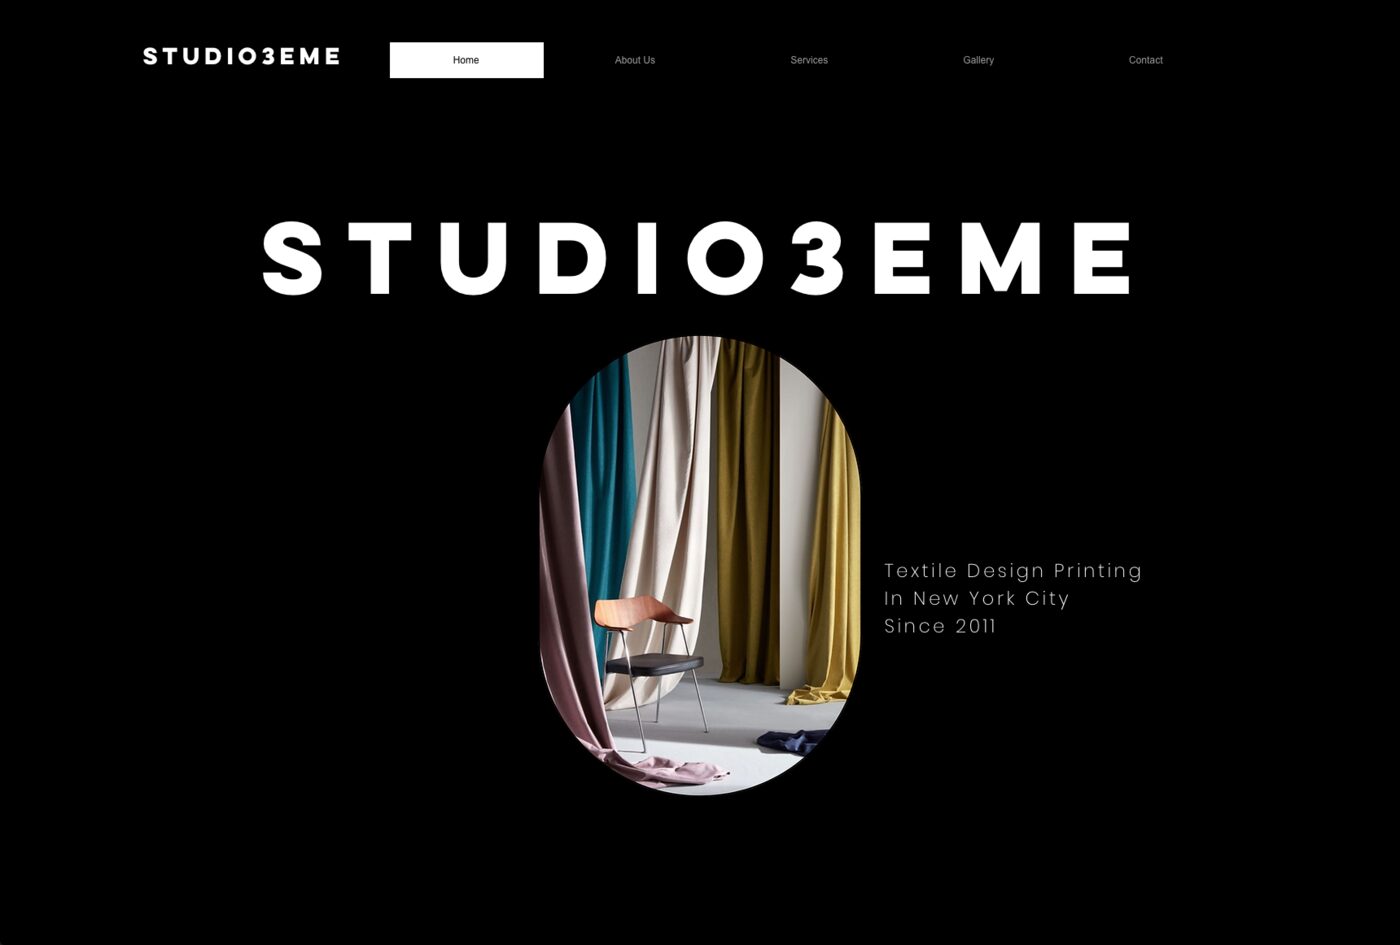 STUDIO3EME
Home
About Us
Services
Gallery
Contact
STUDIO3EME
Textile Design Printing
In New York City
Since 2011